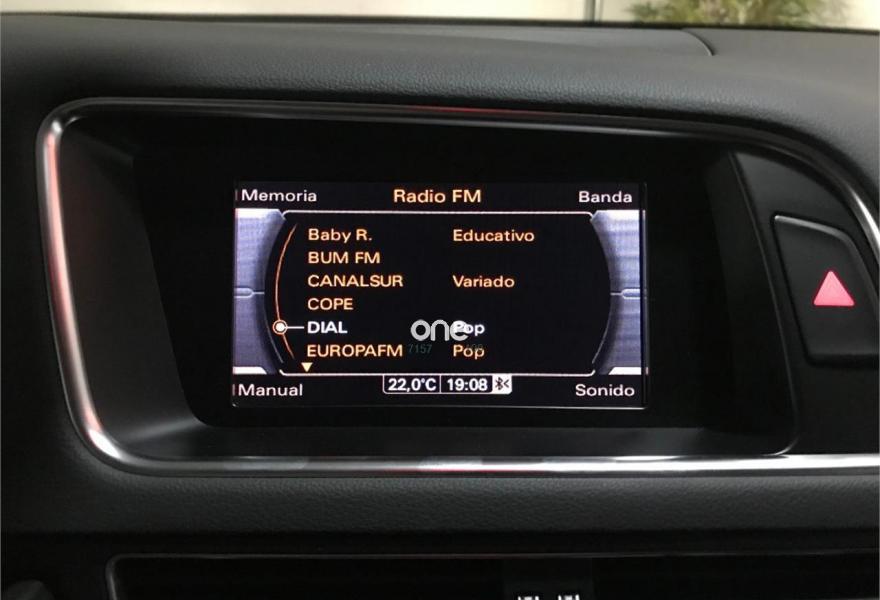 Memoria Radio FM Banda
Baby R. Educativo
BUM FM
CANALSUR Variado
COPE
DIAL Pop
one
EUROPAFM Pop
7157
Manual 22,0°C 19:08 Sonido